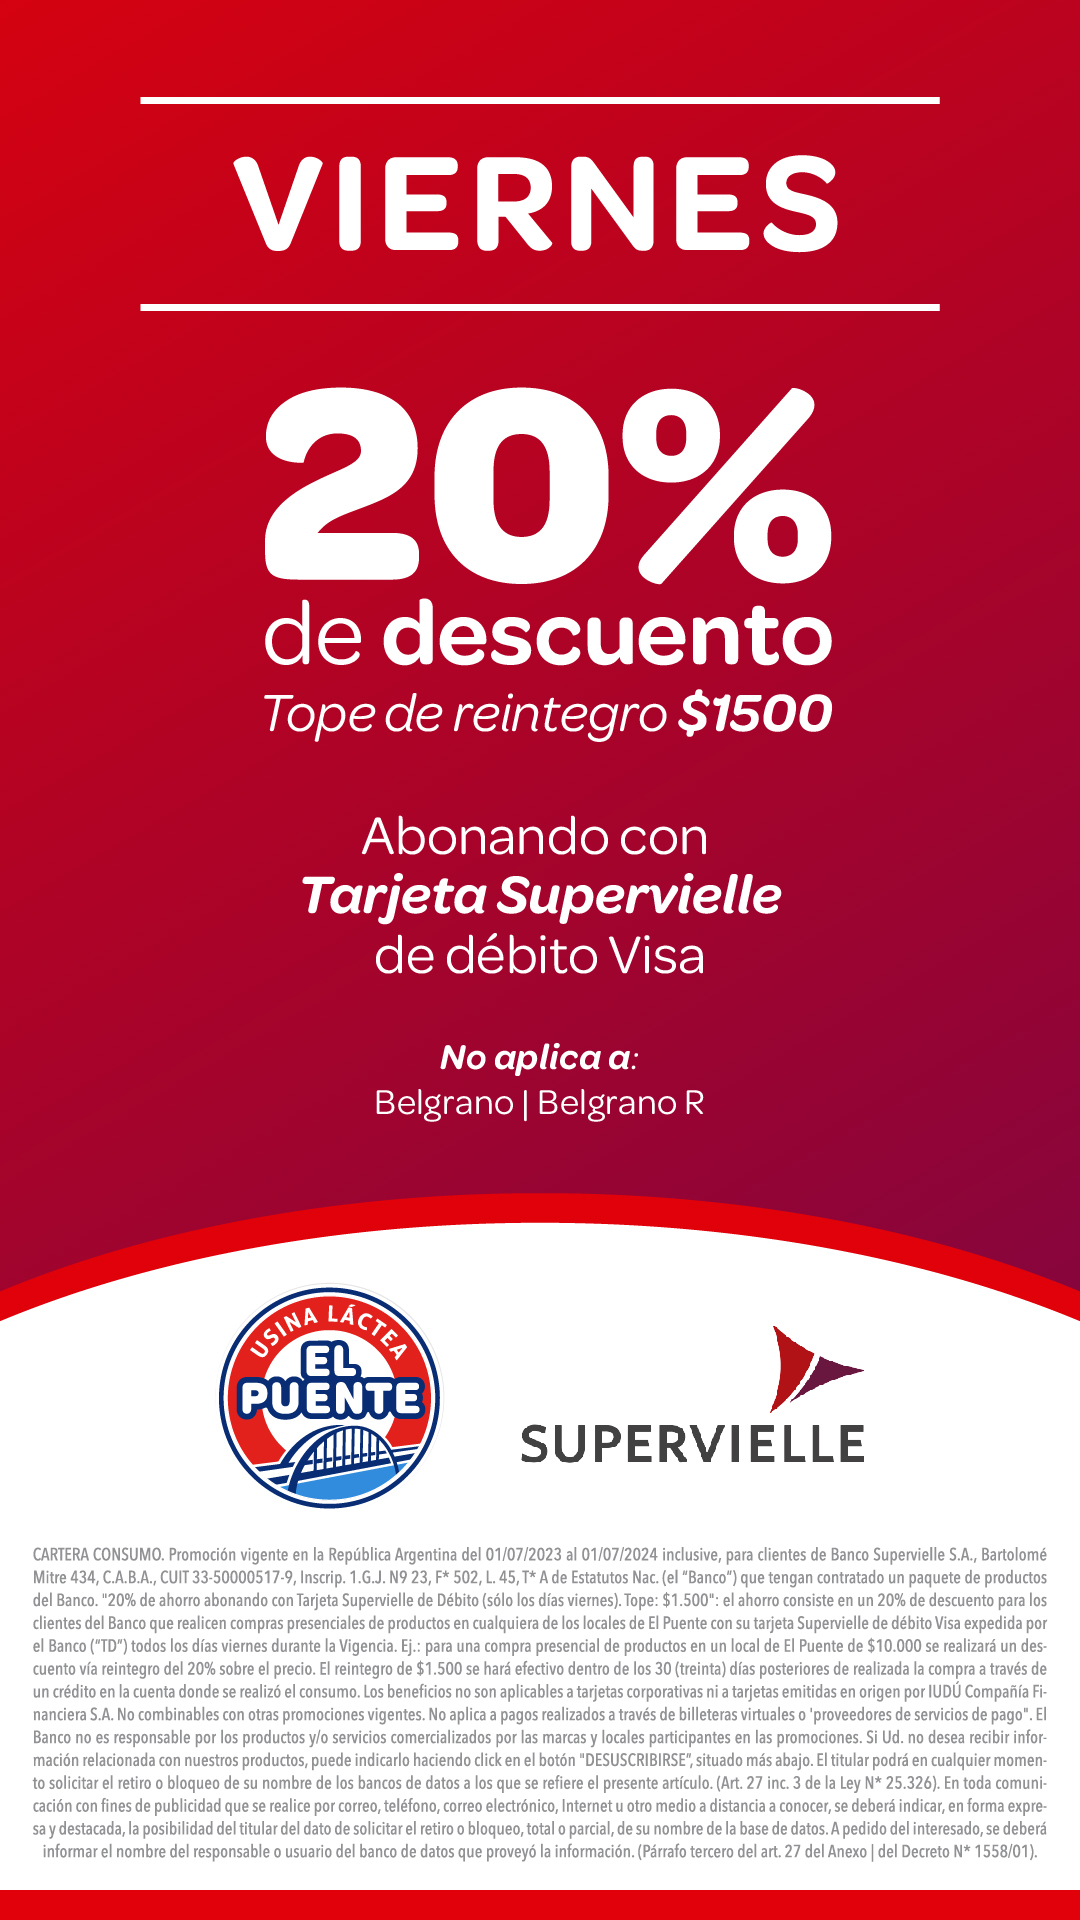 VIERNES
20%
de descuento
Tope de reintegro $1500
Abonando con
Tarjeta Supervielle
de débito Visa
No aplica a:
Belgrano | Belgrano R
USINA LÁCTEA
EL
PUENTE
SUPERVIELLE
CARTERA CONSUMO. Promoción vigente en la República Argentina del 01/07/2023 al 01/07/2024 inclusive, para clientes de Banco Supervielle S.A., Bartolomé
Mitre 434, C.A.B.A., CUIT 33-50000517-9, Inscrip. 1.G.J. N9 23, F* 502, L. 45, T* A de Estatutos Nac. (el “Banco“) que tengan contratado un paquete de productos
del Banco. "20% de ahorro abonando con Tarjeta Supervielle de Débito (sólo los días viernes). Tope: $1.500": el ahorro consiste en un 20% de descuento para los
clientes del Banco que realicen compras presenciales de productos en cualquiera de los locales de El Puente con su tarjeta Supervielle de débito Visa expedida por
el Banco (“TD”) todos los días viernes durante la Vigencia. Ej.: para una compra presencial de productos en un local de El Puente de $10.000 se realizará un des-
cuento vía reintegro del 20% sobre el precio. El reintegro de $1.500 se hará efectivo dentro de los 30 (treinta) días posteriores de realizada la compra a través de
un crédito en la cuenta donde se realizó el consumo. Los beneficios no son aplicables a tarjetas corporativas ni a tarjetas emitidas en origen por IUDÚ Compañía Fi-
nanciera S.A. No combinables con otras promociones vigentes. No aplica a pagos realizados a través de billeteras virtuales o 'proveedores de servicios de pago". El
Banco no es responsable por los productos y/o servicios comercializados por las marcas y locales participantes en las promociones. Si Ud. no desea recibir infor-
mación relacionada con nuestros productos, puede indicarlo haciendo click en el botón "DESUSCRIBIRSE”, situado más abajo. El titular podrá en cualquier momen-
to solicitar el retiro o bloqueo de su nombre de los bancos de datos a los que se refiere el presente artículo. (Art. 27 inc. 3 de la Ley N* 25.326). En toda comuni-
cación con fines de publicidad que se realice por correo, teléfono, correo electrónico, Internet u otro medio a distancia a conocer, se deberá indicar, en forma expre-
sa y destacada, la posibilidad del titular del dato de solicitar el retiro o bloqueo, total o parcial, de su nombre de la base de datos. A pedido del interesado, se deberá
informar el nombre del responsable o usuario del banco de datos que proveyó la información. (Párrafo tercero del art. 27 del Anexo | del Decreto N* 1558/01).